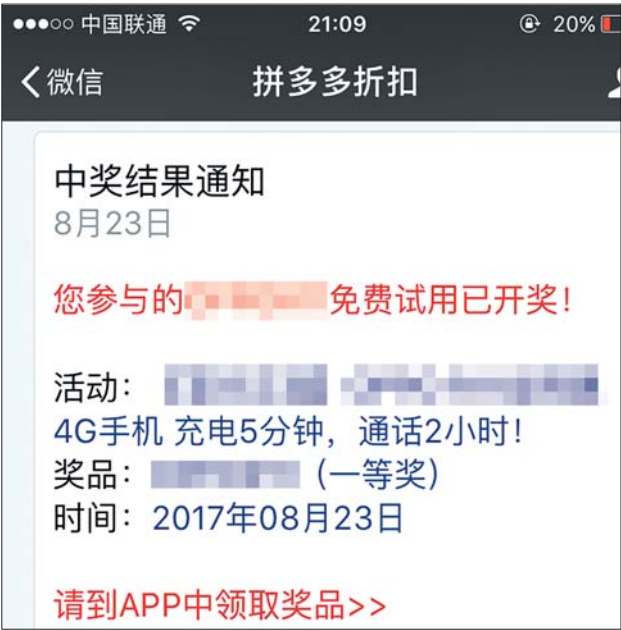 中国联通 21:09 20%
微信 拼多多折扣
中奖结果通知
8月23日
您参与的 免费试用已开奖！
活动：
4G手机 充电5分钟，通话2小时！
奖品： （一等奖）
时间：2017年08月23日
请到APP中领取奖品>>